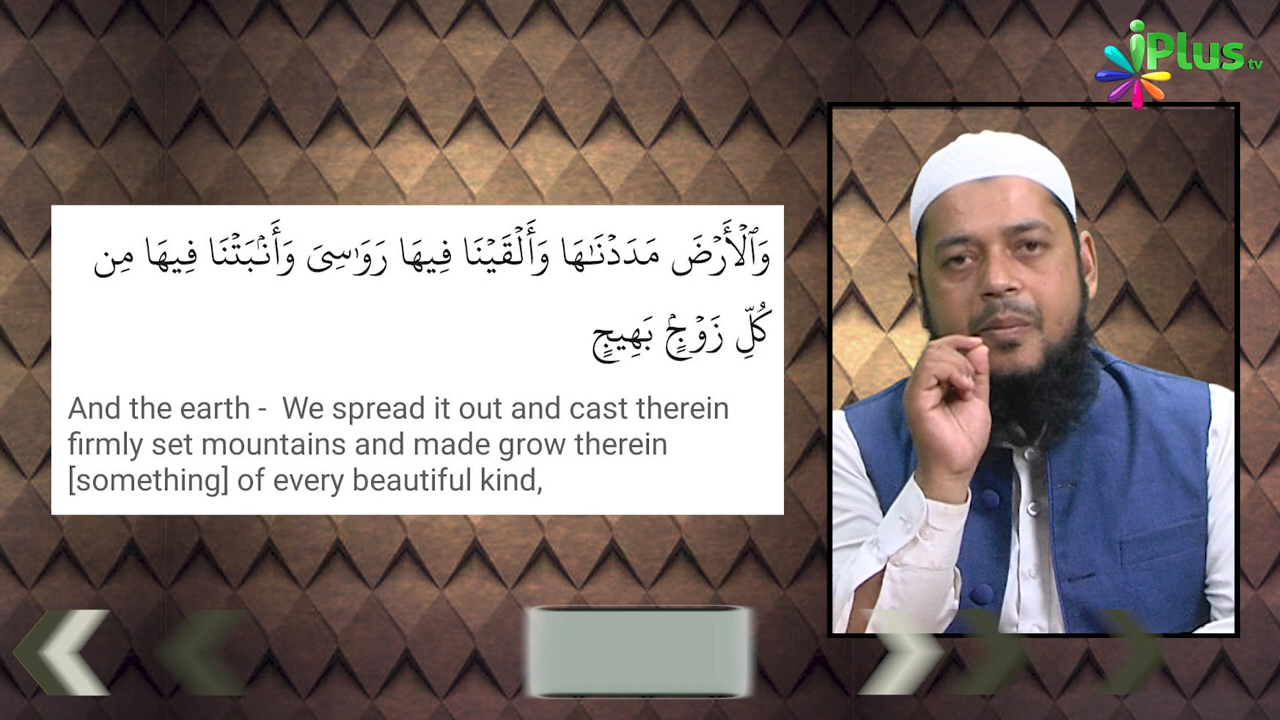 iPlus tv
وَٱلْأَرْضَ مَدَدْنَـٰهَا وَأَلْقَيْنَا فِيهَا رَوَٰسِىَ وَأَنۢبَتْنَا فِيهَا مِن
كُلِّ زَوْجٍۭ بَهِيجٍ
And the earth -  We spread it out and cast therein
firmly set mountains and made grow therein
[something] of every beautiful kind,